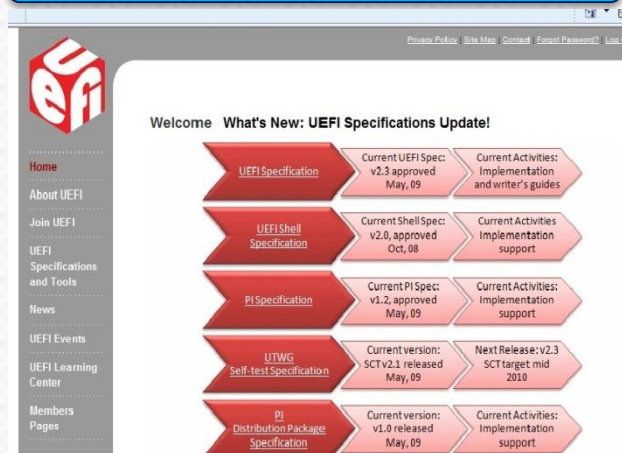 Privacy Policy | Site Map | Contact | Forgot Password? | Log
uefi
Welcome What's New: UEFI Specifications Update!
Home
About UEFI
Join UEFI
UEFI
Specifications
and Tools
News
UEFI Events
UEFI Learning
Center
Members
Pages
UEFI Specification
Current UEFI Spec:
v2.3 approved
May, 09
Current Activities:
Implementation
and writer's guides
UEFI Shell
Specification
Current Shell Spec:
v2.0, approved
Oct, 08
Current Activities
Implementation
support
PI Specification
Current PI Spec:
v1.2, approved
May, 09
Current Activities:
Implementation
support
UTWG
Self-test Specification
Current version:
SCT v2.1 released
May, 09
Next Release: v2.3
SCT target mid
2010
PI
Distribution Package
Specification
Current version:
v1.0 released
May, 09
Current Activities:
Implementation
support